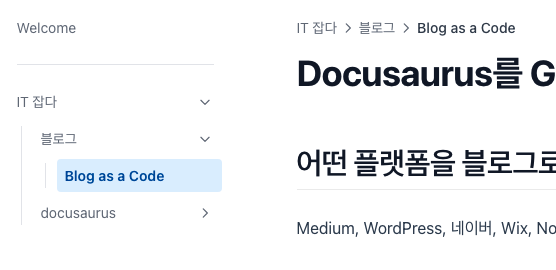 Welcome
IT 잡다
블로그
Blog as a Code
docusaurus
IT 잡다 > 블로그 > Blog as a Code
Docusaurus를 G
어떤 플랫폼을 블로그로
Medium, WordPress, 네이버, Wix, No